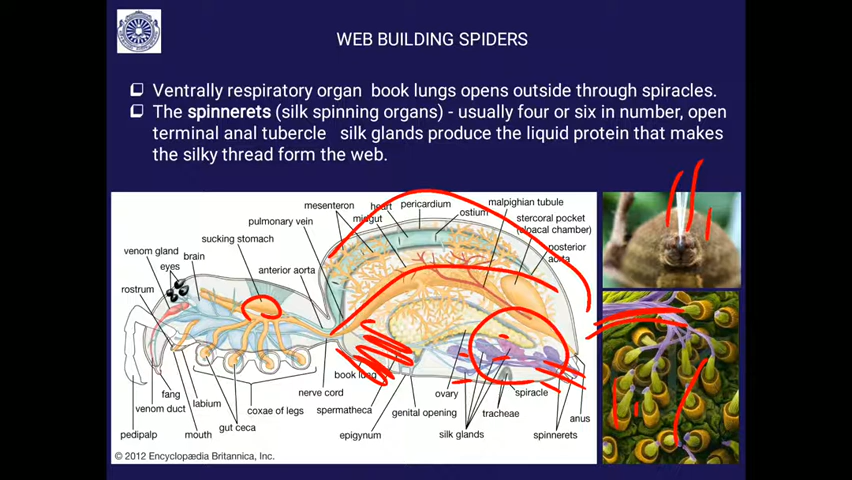 WEB BUILDING SPIDERS
Ventrally respiratory organ book lungs opens outside through spiracles.
The spinnerets (silk spinning organs) - usually four or six in number, open
terminal anal tubercle silk glands produce the liquid protein that makes
the silky thread form the web.
mesenteron
heart
midgut
pericardium
ostium
malpighian tubule
stercoral pocket
(cloacal chamber)
posterior
aorta
pulmonary vein
sucking stomach
anterior aorta
venom gland
brain
eyes
rostrum
fang
venom duct
pedipalp
labium
mouth
gut ceca
coxae of legs
nerve cord
book lung
spermatheca
epigynum
genital opening
ovary
silk glands
tracheae
spiracle
spinnerets
anus
© 2012 Encyclopædia Britannica, Inc.